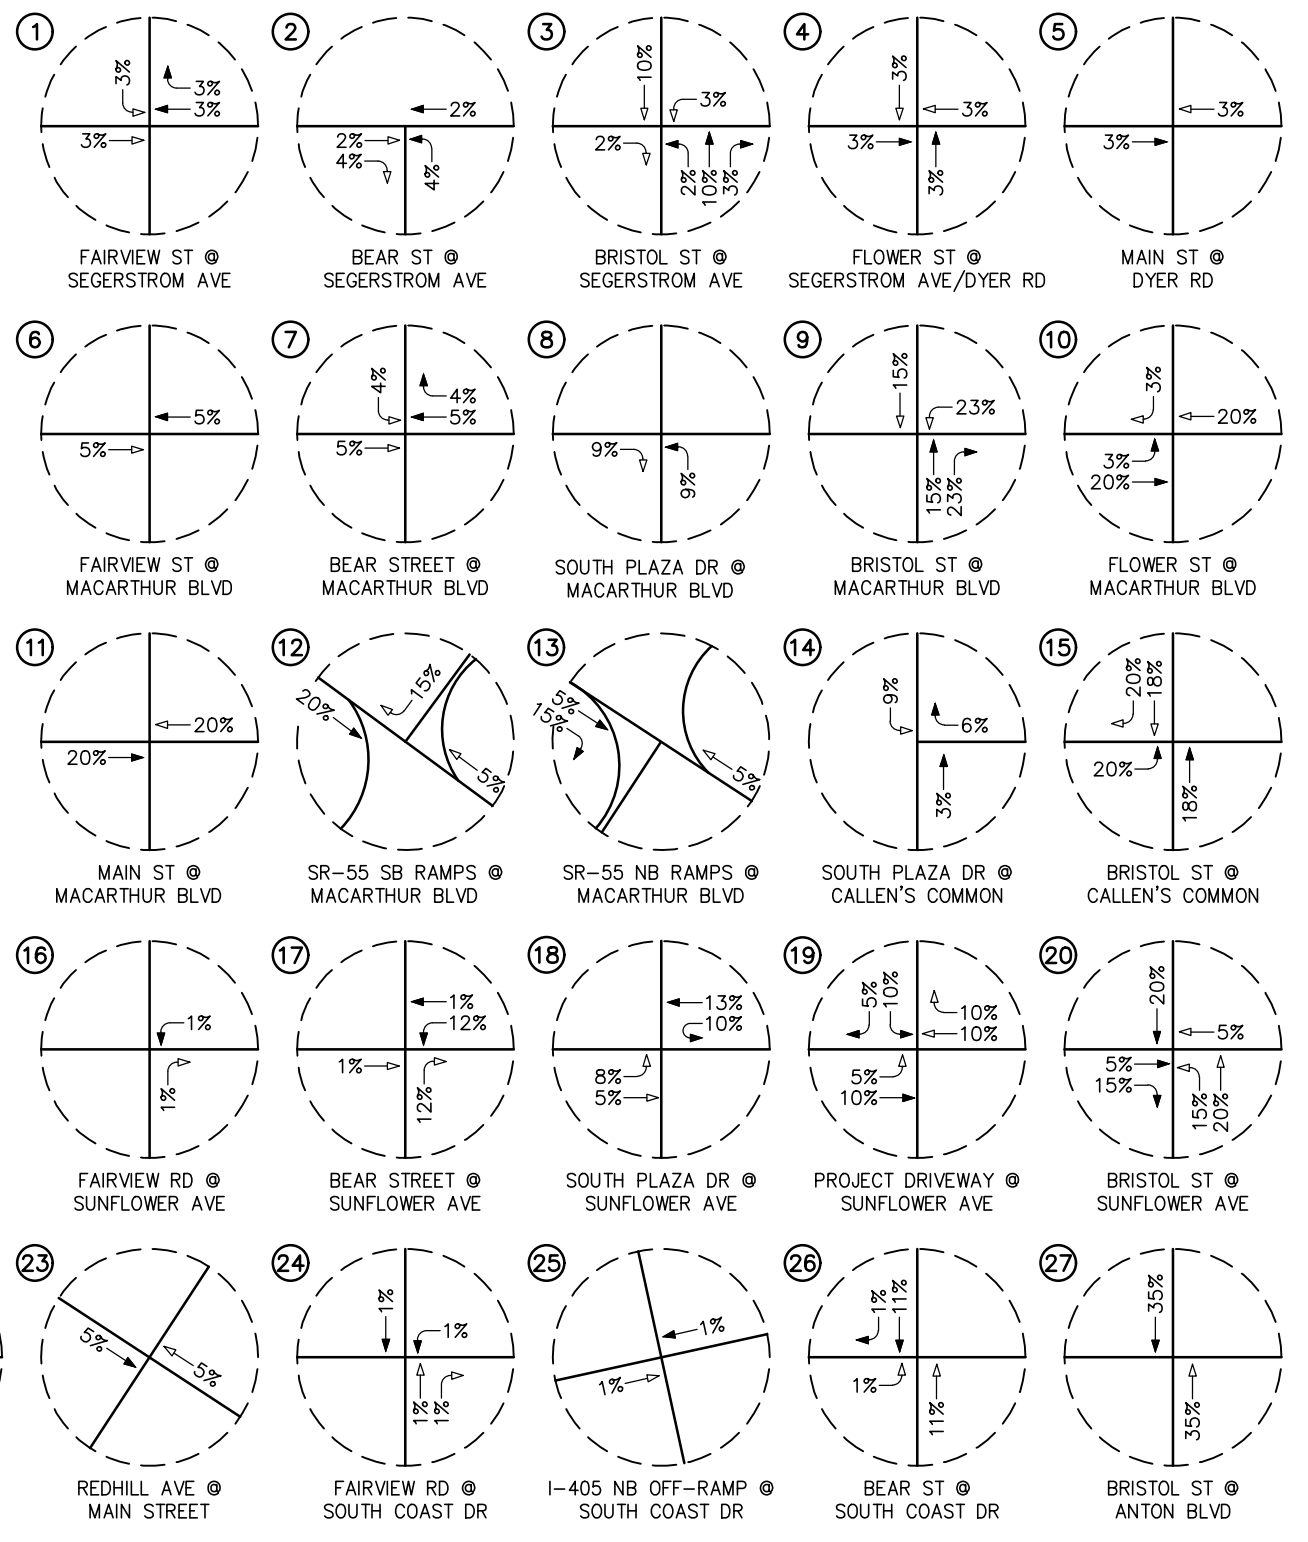 1
3%
3%
3%
3%
FAIRVIEW ST @
SEGERSTROM AVE
2
2%
2%
4%
4%
BEAR ST @
SEGERSTROM AVE
3
10%
3%
2%
2%
10%
3%
BRISTOL ST @
SEGERSTROM AVE
4
3%
3%
3%
3%
FLOWER ST @
SEGERSTROM AVE/DYER RD
5
3%
3%
MAIN ST @
DYER RD
6
5%
5%
FAIRVIEW ST @
MACARTHUR BLVD
7
4%
4%
5%
5%
BEAR STREET @
MACARTHUR BLVD
8
9%
9%
SOUTH PLAZA DR @
MACARTHUR BLVD
9
15%
23%
15%
23%
BRISTOL ST @
MACARTHUR BLVD
10
3%
20%
3%
20%
FLOWER ST @
MACARTHUR BLVD
11
20%
20%
MAIN ST @
MACARTHUR BLVD
12
15%
20%
5%
SR-55 SB RAMPS @
MACARTHUR BLVD
13
5%
15%
5%
SR-55 NB RAMPS @
MACARTHUR BLVD
14
9%
6%
3%
SOUTH PLAZA DR @
CALLEN'S COMMON
15
20%
18%
20%
18%
BRISTOL ST @
CALLEN'S COMMON
16
1%
1%
FAIRVIEW RD @
SUNFLOWER AVE
17
1%
12%
1%
12%
BEAR STREET @
SUNFLOWER AVE
18
13%
10%
8%
5%
SOUTH PLAZA DR @
SUNFLOWER AVE
19
5%
10%
10%
10%
5%
10%
PROJECT DRIVEWAY @
SUNFLOWER AVE
20
20%
5%
5%
15%
15%
20%
BRISTOL ST @
SUNFLOWER AVE
23
5%
5%
REDHILL AVE @
MAIN STREET
24
1%
1%
1%
1%
FAIRVIEW RD @
SOUTH COAST DR
25
1%
1%
I-405 NB OFF-RAMP @
SOUTH COAST DR
26
1%
11%
1%
11%
BEAR ST @
SOUTH COAST DR
27
35%
35%
BRISTOL ST @
ANTON BLVD